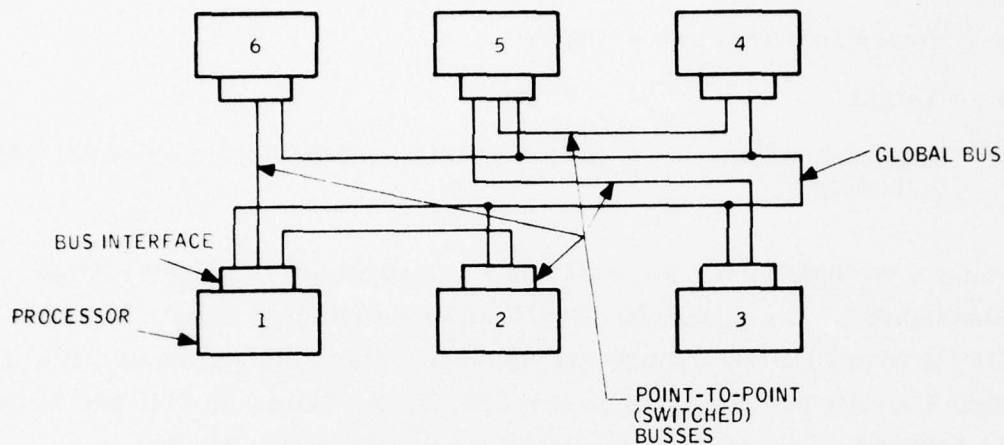 6
5
4
GLOBAL BUS
BUS INTERFACE
PROCESSOR
1
2
3
POINT-TO-POINT
(SWITCHED)
BUSSES